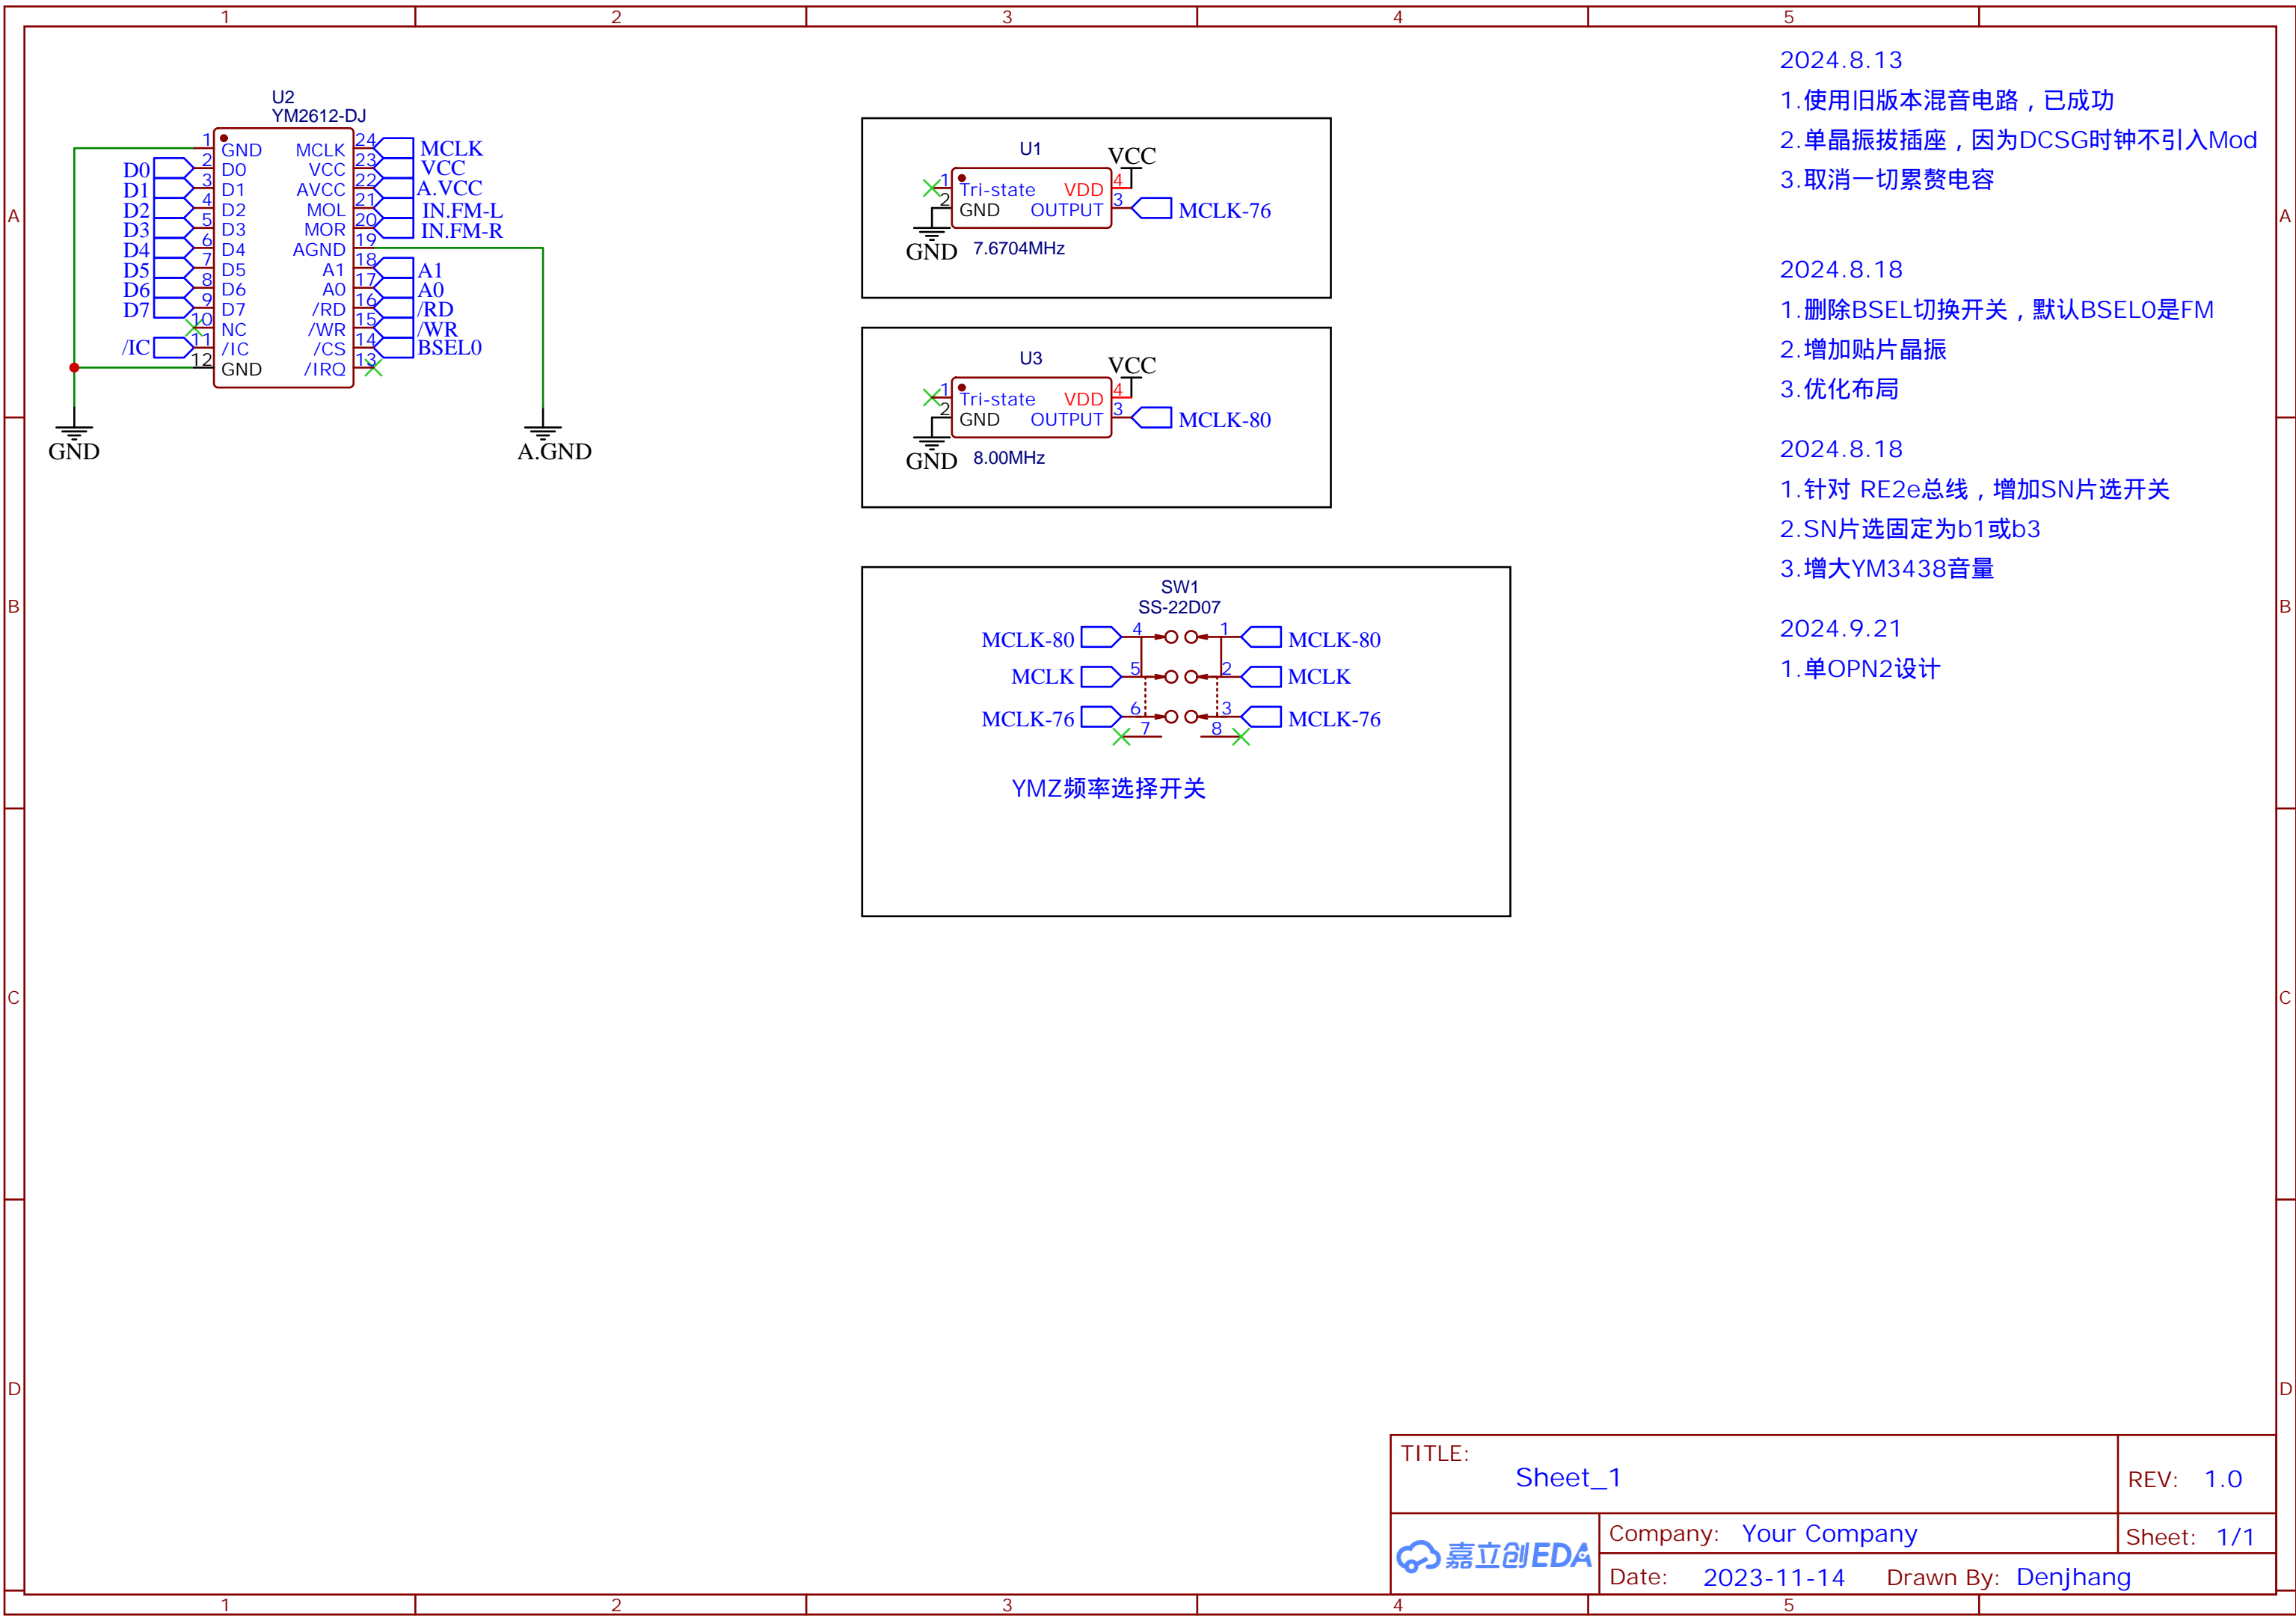 1 2 3 4 5
A A
B B
C C
D D
U2
YM2612-DJ
1 GND MCLK 24 MCLK
D0 2 D0 VCC 23 VCC
D1 3 D1 AVCC 22 A.VCC
D2 4 D2 MOL 21 IN.FM-L
D3 5 D3 MOR 20 IN.FM-R
D4 6 D4 AGND 19
D5 7 D5 A1 18 A1
D6 8 D6 A0 17 A0
D7 9 D7 /RD 16 /RD
10 NC /WR 15 /WR
/IC 11 /IC /CS 14 BSEL0
12 GND /IRQ 13
GND
A.GND
U1
VCC
1 Tri-state VDD 4
2 GND OUTPUT 3 MCLK-76
GND 7.6704MHz
U3
VCC
1 Tri-state VDD 4
2 GND OUTPUT 3 MCLK-80
GND 8.00MHz
SW1
SS-22D07
MCLK-80 4 1 MCLK-80
MCLK 5 2 MCLK
MCLK-76 6 3 MCLK-76
7 8
YMZ频率选择开关
2024.8.13
1.使用旧版本混音电路，已成功
2.单晶振拔插座，因为DCSG时钟不引入Mod
3.取消一切累赘电容
2024.8.18
1.删除BSEL切换开关，默认BSEL0是FM
2.增加贴片晶振
3.优化布局
2024.8.18
1.针对 RE2e总线，增加SN片选开关
2.SN片选固定为b1或b3
3.增大YM3438音量
2024.9.21
1.单OPN2设计
TITLE:
Sheet_1
REV: 1.0
嘉立创EDA
Company: Your Company
Sheet: 1/1
Date: 2023-11-14 Drawn By: Denjhang
1 2 3 4 5